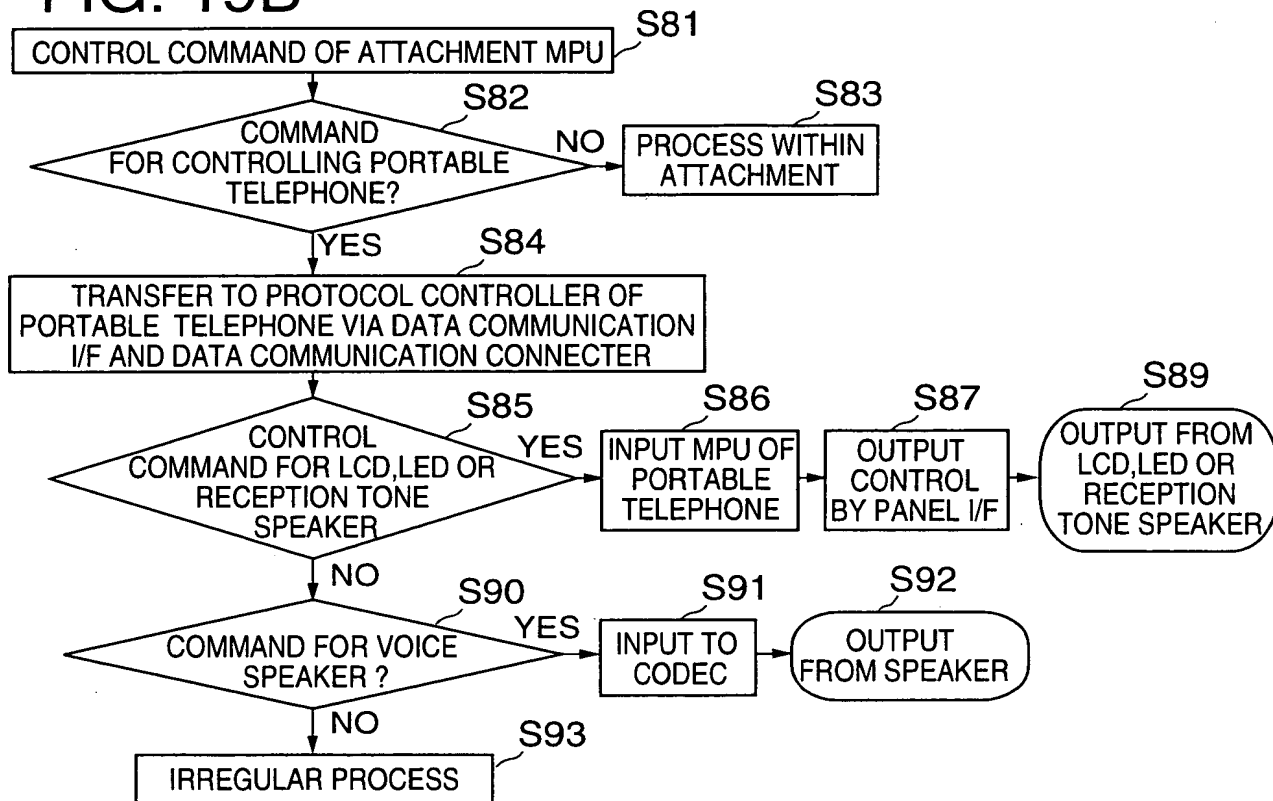 FIG. 19B
S81
CONTROL COMMAND OF ATTACHMENT MPU
S82
COMMAND
FOR CONTROLLING PORTABLE
TELEPHONE?
NO
S83
PROCESS WITHIN
ATTACHMENT
YES
S84
TRANSFER TO PROTOCOL CONTROLLER OF
PORTABLE TELEPHONE VIA DATA COMMUNICATION
I/F AND DATA COMMUNICATION CONNECTER
S85
CONTROL
COMMAND FOR LCD,LED OR
RECEPTION TONE
SPEAKER
YES
S86
INPUT MPU OF
PORTABLE
TELEPHONE
S87
OUTPUT
CONTROL
BY PANEL I/F
S89
OUTPUT FROM
LCD,LED OR
RECEPTION
TONE SPEAKER
NO
S90
COMMAND FOR VOICE
SPEAKER ?
YES
S91
INPUT TO
CODEC
S92
OUTPUT
FROM SPEAKER
NO
S93
IRREGULAR PROCESS